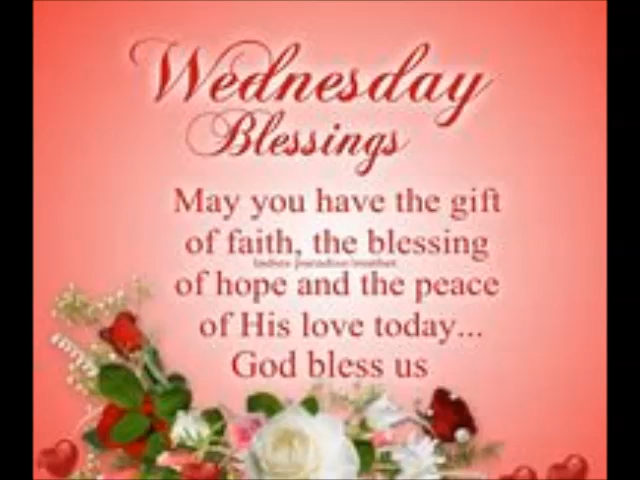 Wednesday
Blessings
May you have the gift
of faith, the blessing
of hope and the peace
of His love today...
God bless us